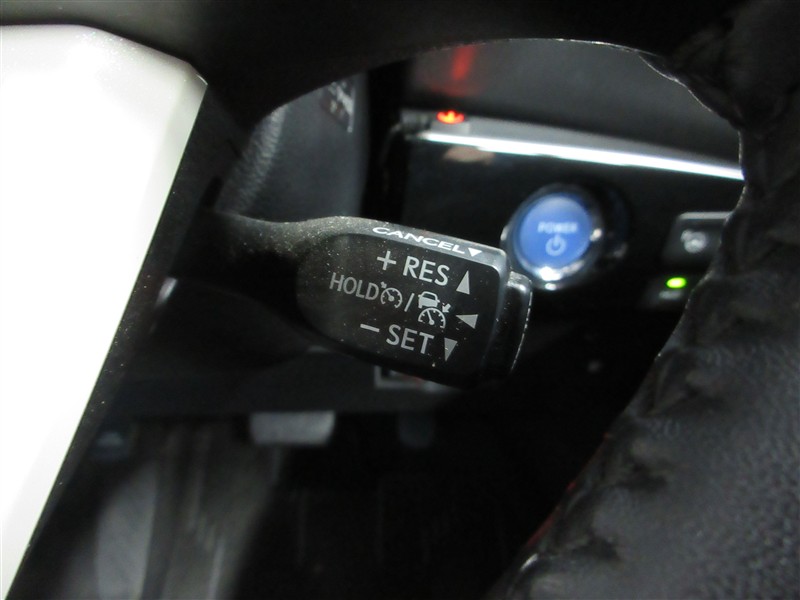 CANCEL▼
+ RES ▲
HOLD / ◀
− SET ▼
POWER